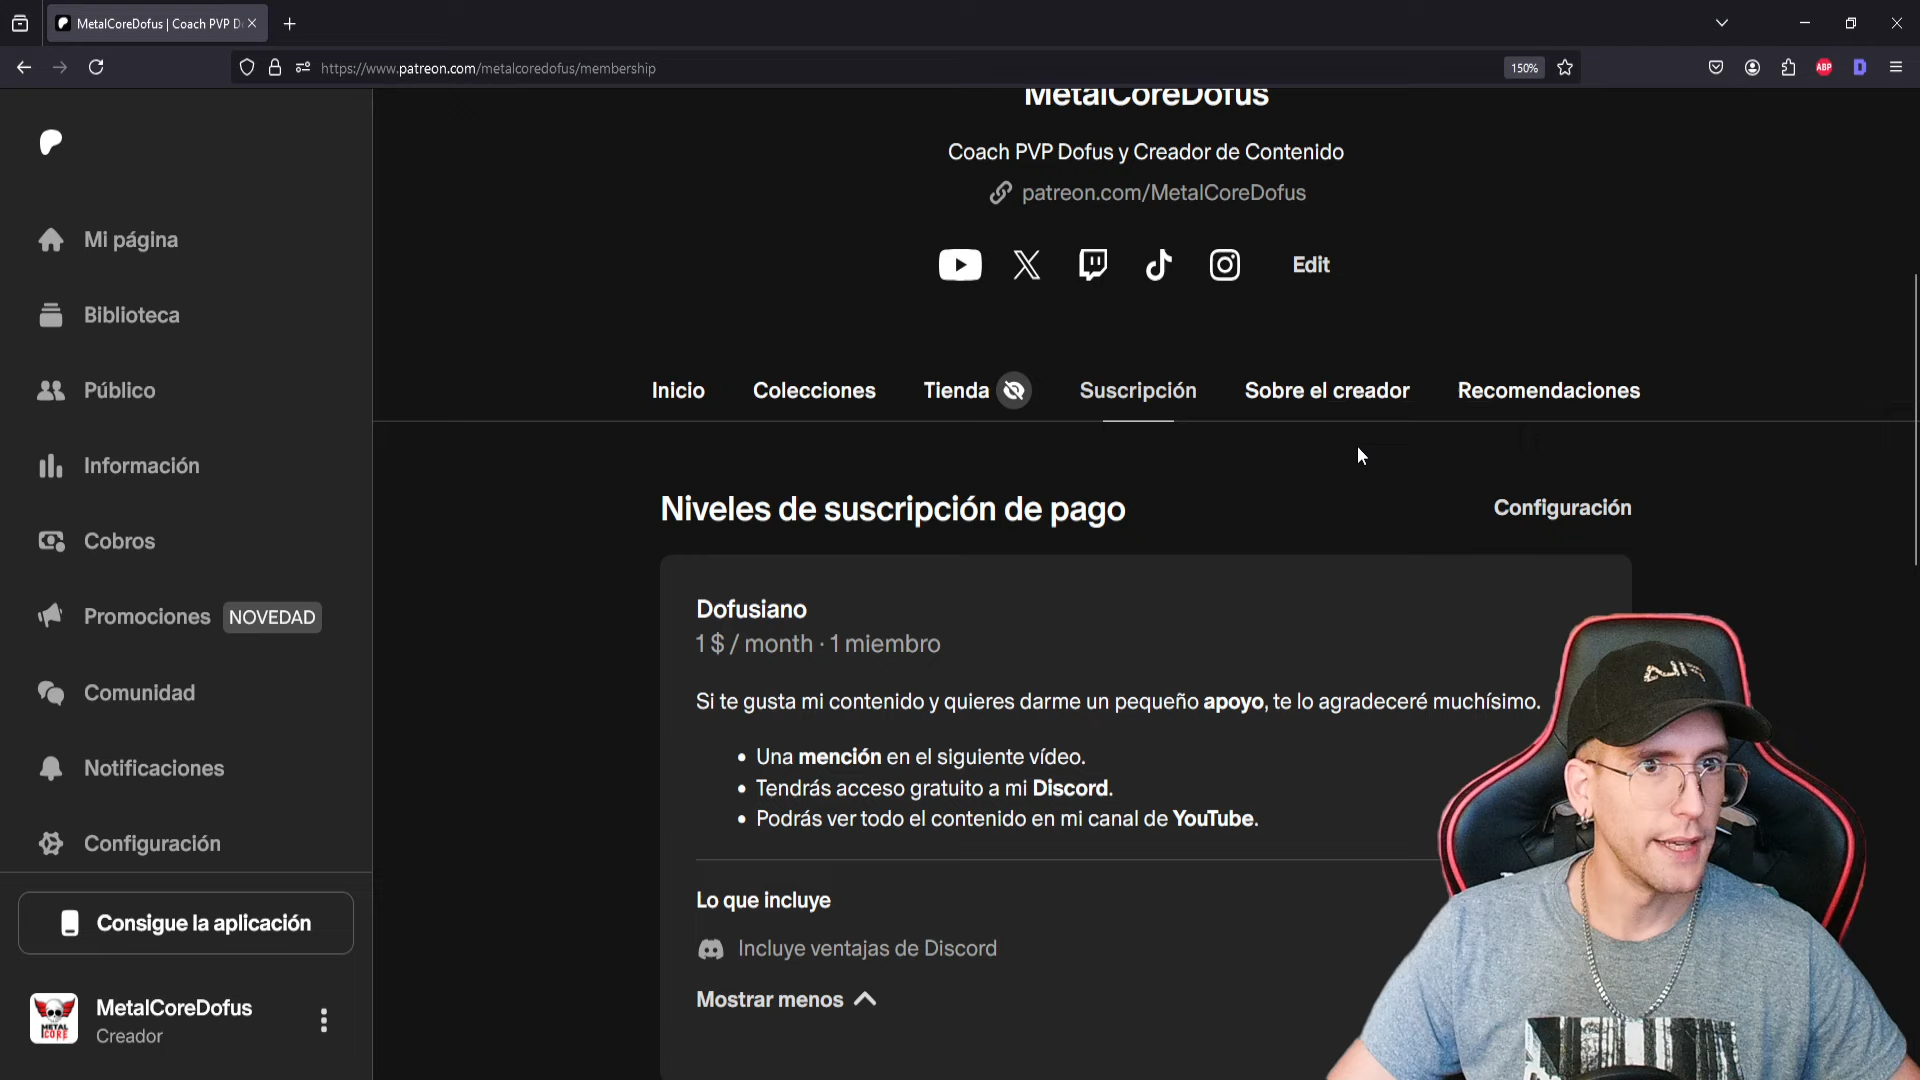 MetalCoreDofus | Coach PVP D
https://www.patreon.com/metalcoredofus/membership
150%
ABP
D
MetalCoreDofus
Coach PVP Dofus y Creador de Contenido
patreon.com/MetalCoreDofus
Edit
Inicio
Colecciones
Tienda
Suscripción
Sobre el creador
Recomendaciones
Mi página
Biblioteca
Público
Información
Cobros
Promociones NOVEDAD
Comunidad
Notificaciones
Configuración
Consigue la aplicación
METAL
CORE
MetalCoreDofus
Creador
Niveles de suscripción de pago
Configuración
Dofusiano
1 $ / month · 1 miembro
Si te gusta mi contenido y quieres darme un pequeño apoyo, te lo agradeceré muchísimo.
• Una mención en el siguiente vídeo.
• Tendrás acceso gratuito a mi Discord.
• Podrás ver todo el contenido en mi canal de YouTube.
Lo que incluye
Incluye ventajas de Discord
Mostrar menos